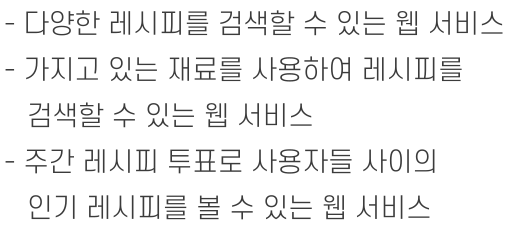 - 다양한 레시피를 검색할 수 있는 웹 서비스
- 가지고 있는 재료를 사용하여 레시피를
검색할 수 있는 웹 서비스
- 주간 레시피 투표로 사용자들 사이의
인기 레시피를 볼 수 있는 웹 서비스